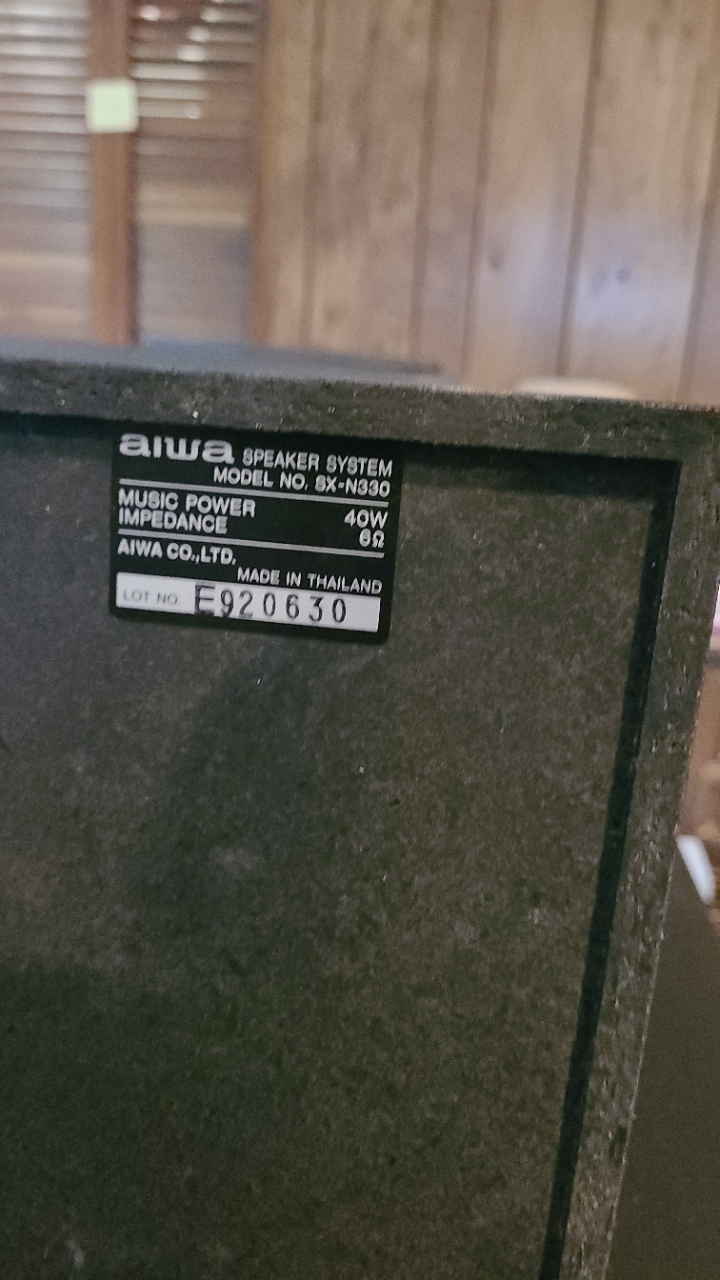 aiwa SPEAKER SYSTEM
MODEL NO. SX-N330
MUSIC POWER 40W
IMPEDANCE 6Ω
AIWA CO.,LTD.
MADE IN THAILAND
LOT NO. E920630